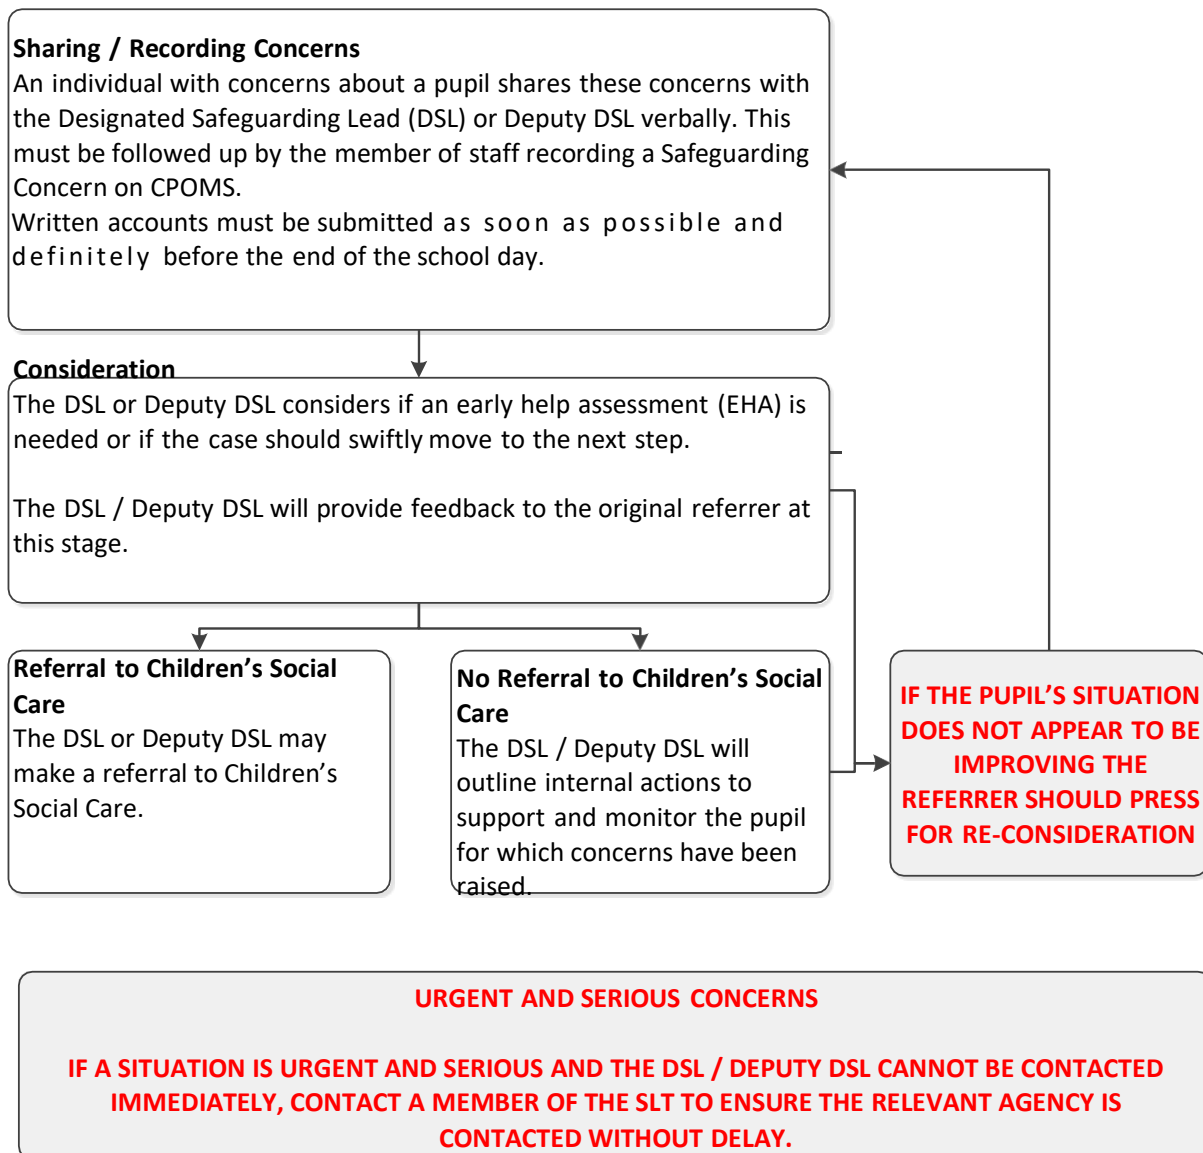 Sharing / Recording Concerns
An individual with concerns about a pupil shares these concerns with
the Designated Safeguarding Lead (DSL) or Deputy DSL verbally. This
must be followed up by the member of staff recording a Safeguarding
Concern on CPOMS.
Written accounts must be submitted as soon as possible and
definitely before the end of the school day.
Consideration
The DSL or Deputy DSL considers if an early help assessment (EHA) is
needed or if the case should swiftly move to the next step.
The DSL / Deputy DSL will provide feedback to the original referrer at
this stage.
Referral to Children’s Social
Care
The DSL or Deputy DSL may
make a referral to Children’s
Social Care.
No Referral to Children’s Social
Care
The DSL / Deputy DSL will
outline internal actions to
support and monitor the pupil
for which concerns have been
raised.
IF THE PUPIL’S SITUATION
DOES NOT APPEAR TO BE
IMPROVING THE
REFERRER SHOULD PRESS
FOR RE-CONSIDERATION
URGENT AND SERIOUS CONCERNS
IF A SITUATION IS URGENT AND SERIOUS AND THE DSL / DEPUTY DSL CANNOT BE CONTACTED
IMMEDIATELY, CONTACT A MEMBER OF THE SLT TO ENSURE THE RELEVANT AGENCY IS
CONTACTED WITHOUT DELAY.